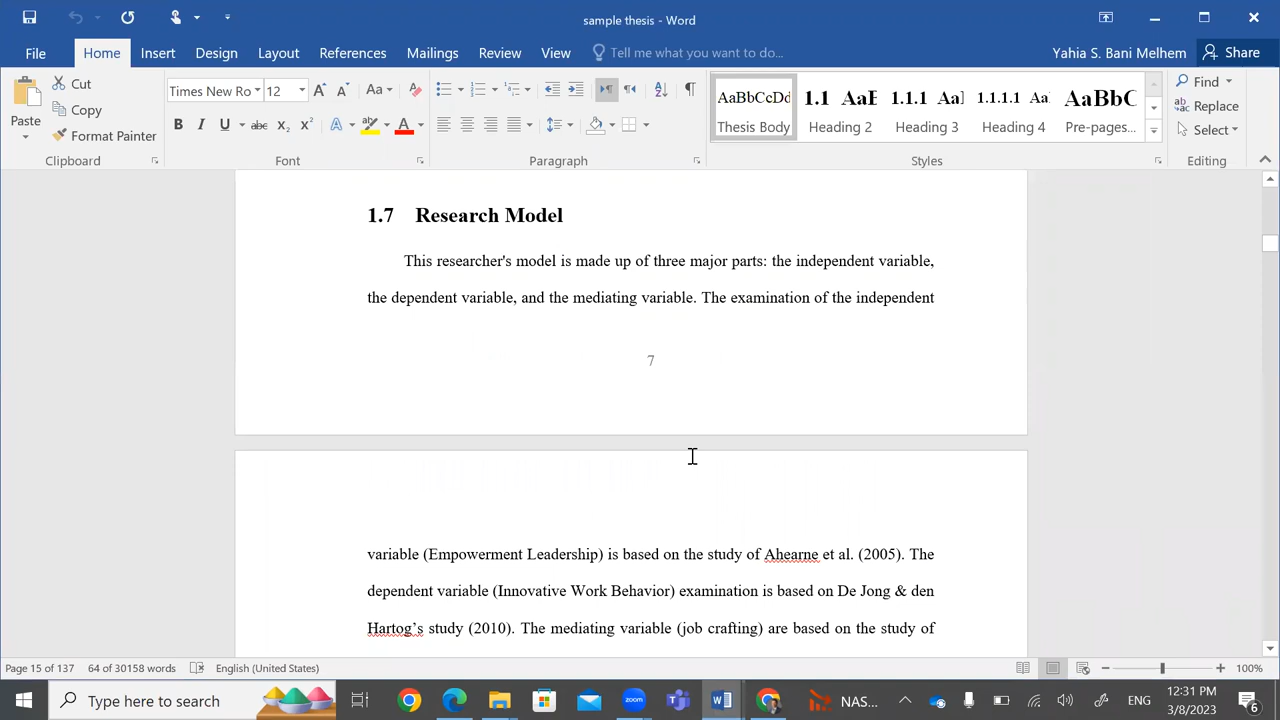 sample thesis - Word
File Home Insert Design Layout References Mailings Review View Tell me what you want to do... Yahia S. Bani Melhem Share
Paste Cut Copy Format Painter Clipboard
Times New Ro 12 Aa
B I U abc X₂ X² A A
Font
Paragraph
AaBbCcDd 1.1 AaE 1.1.1 Aa 1.1.1.1 Aa AaBbC
Thesis Body Heading 2 Heading 3 Heading 4 Pre-pages...
Styles
Find
Replace
Select
Editing
1.7 Research Model
This researcher's model is made up of three major parts: the independent variable,
the dependent variable, and the mediating variable. The examination of the independent
7
variable (Empowerment Leadership) is based on the study of Ahearne et al. (2005). The
dependent variable (Innovative Work Behavior) examination is based on De Jong & den
Hartog’s study (2010). The mediating variable (job crafting) are based on the study of
Page 15 of 137 64 of 30158 words English (United States) 100%
Type here to search zoom NAS... ENG 12:31 PM
3/8/2023 6